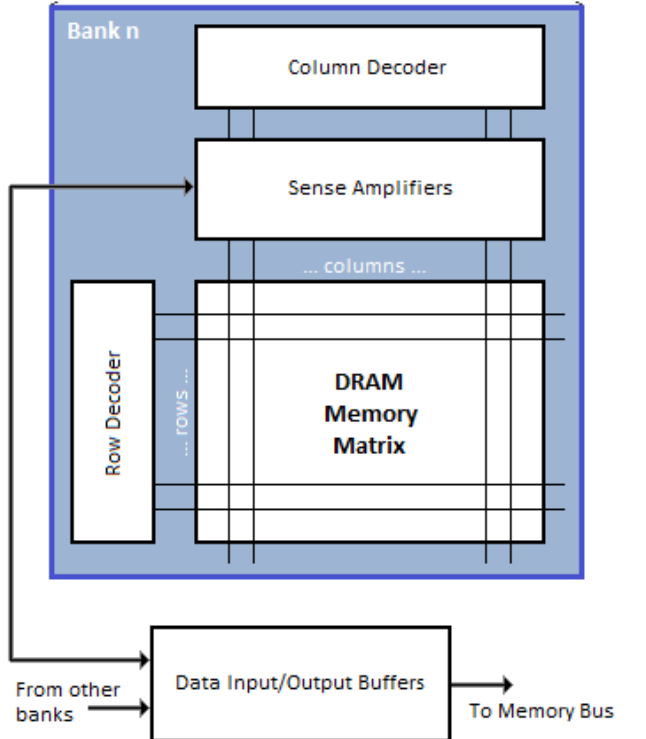 Bank n
Column Decoder
Sense Amplifiers
... columns ...
Row Decoder
... rows ...
DRAM
Memory
Matrix
Data Input/Output Buffers
From other
banks
To Memory Bus